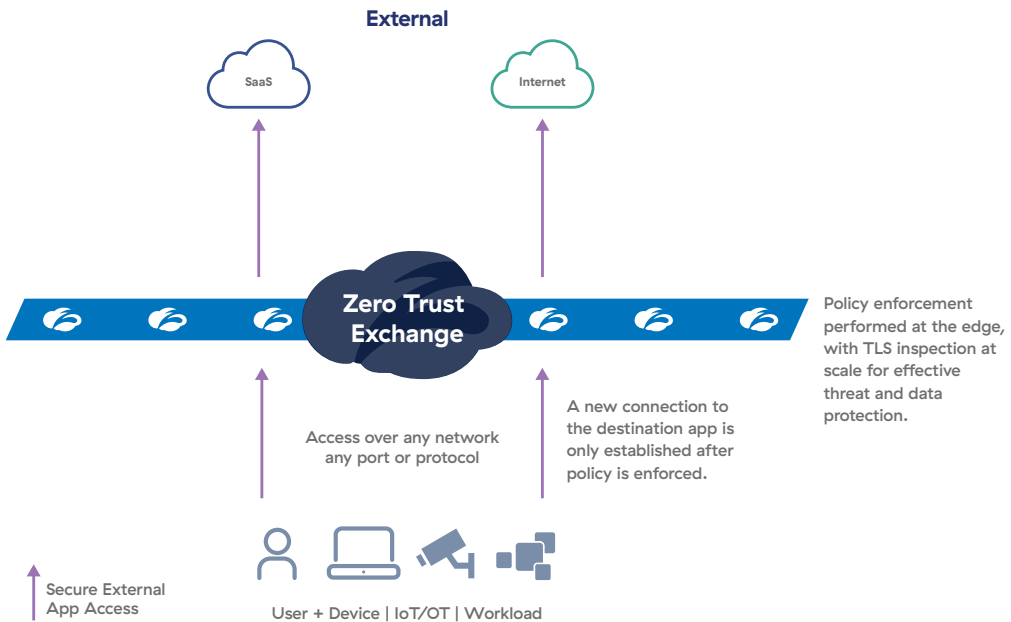 External
SaaS
Internet
Zero Trust
Exchange
Policy enforcement
performed at the edge,
with TLS inspection at
scale for effective
threat and data
protection.
Access over any network
any port or protocol
A new connection to
the destination app is
only established after
policy is enforced.
Secure External
App Access
User + Device | IoT/OT | Workload